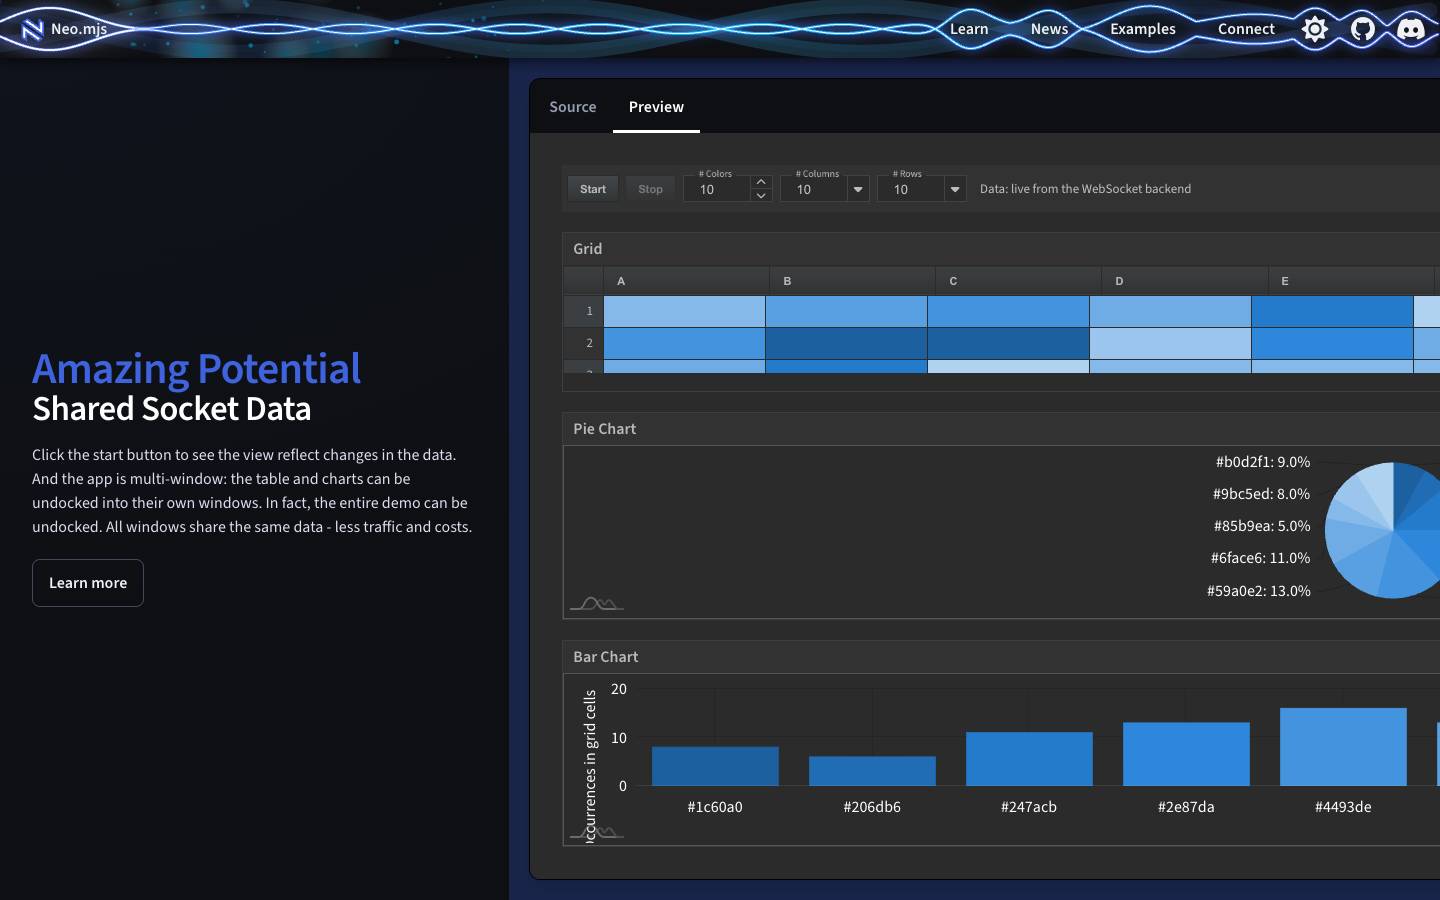 Neo.mjs
Learn
News
Examples
Connect
Source
Preview
Start
Stop
# Colors
10
# Columns
10
# Rows
10
Data: live from the WebSocket backend
Grid
A
B
C
D
E
1
2
Amazing Potential
Shared Socket Data
Click the start button to see the view reflect changes in the data.
And the app is multi-window: the table and charts can be
undocked into their own windows. In fact, the entire demo can be
undocked. All windows share the same data - less traffic and costs.
Learn more
Pie Chart
#b0d2f1: 9.0%
#9bc5ed: 8.0%
#85b9ea: 5.0%
#6face6: 11.0%
#59a0e2: 13.0%
Bar Chart
in grid cells
20
10
0
#1c60a0
#206db6
#247acb
#2e87da
#4493de